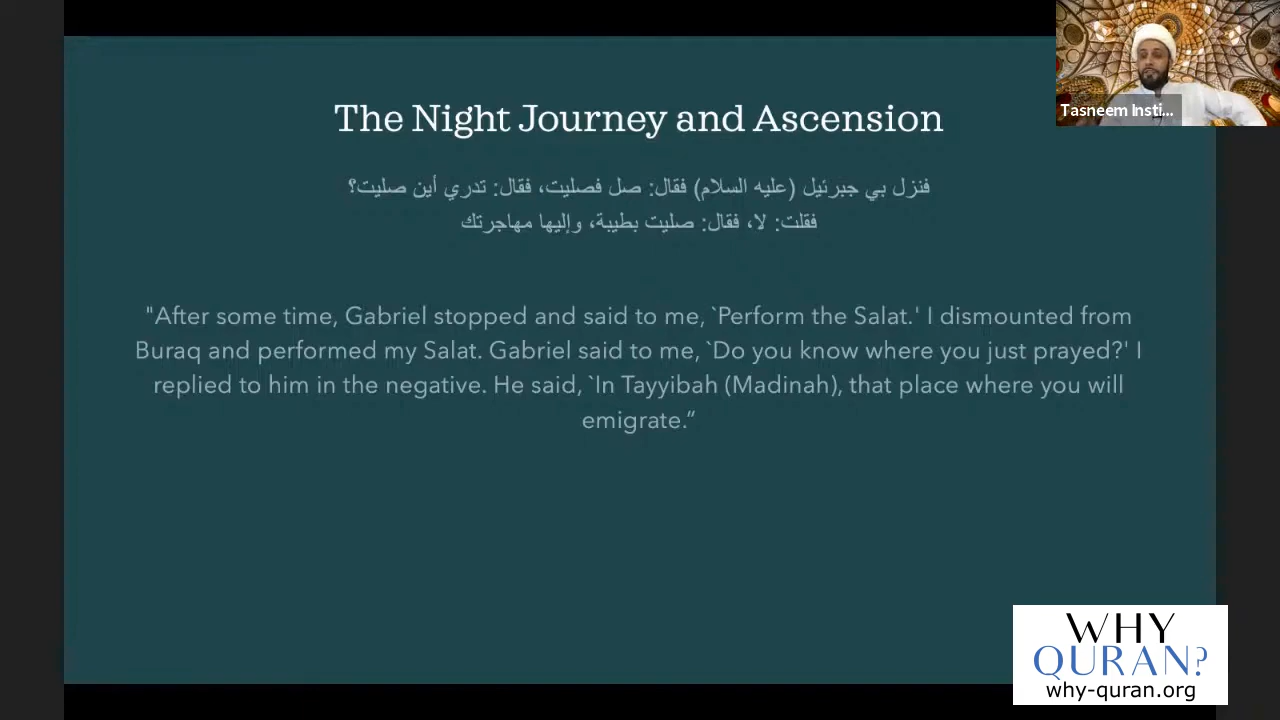 Tasneem Insti...
The Night Journey and Ascension
فنزل بي جبرئيل (عليه السلام) فقال: صل فصليت، فقال: تدري أين صليت؟
فقلت: لا، فقال: صليت بطيبة، وإليها مهاجرتك
"After some time, Gabriel stopped and said to me, `Perform the Salat.' I dismounted from
Buraq and performed my Salat. Gabriel said to me, `Do you know where you just prayed?' I
replied to him in the negative. He said, `In Tayyibah (Madinah), that place where you will
emigrate.“
WHY
QURAN?
why-quran.org